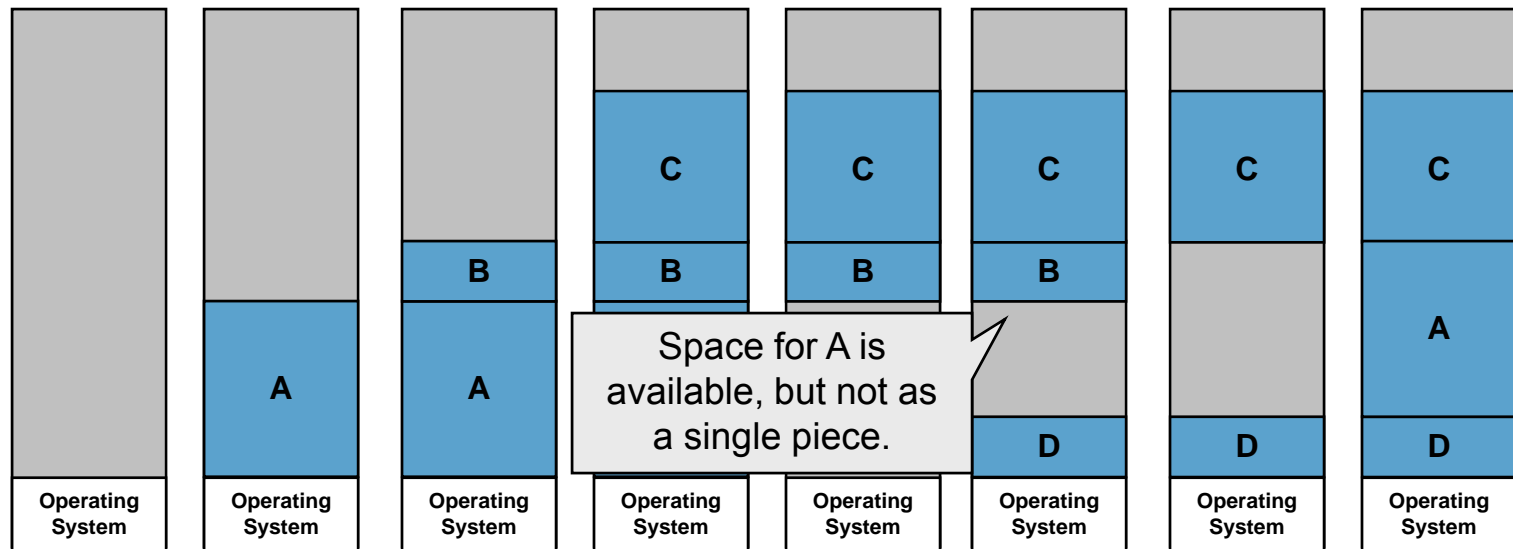 C
C
C
C
C
B
B
B
B
A
A
A
Space for A is
available, but not as
a single piece.
D
D
D
Operating
System
Operating
System
Operating
System
Operating
System
Operating
System
Operating
System
Operating
System
Operating
System